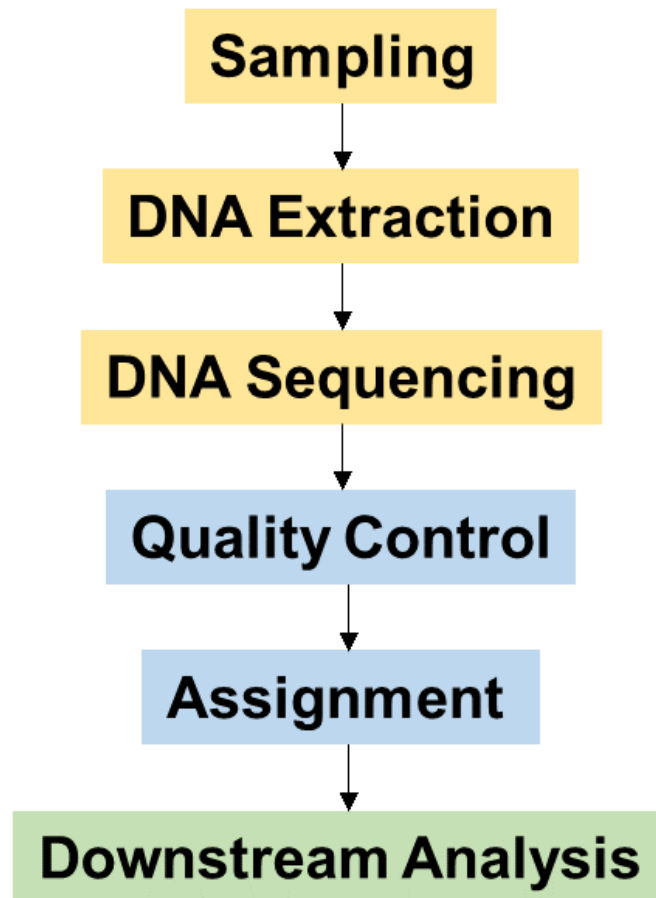 Sampling
DNA Extraction
DNA Sequencing
Quality Control
Assignment
Downstream Analysis